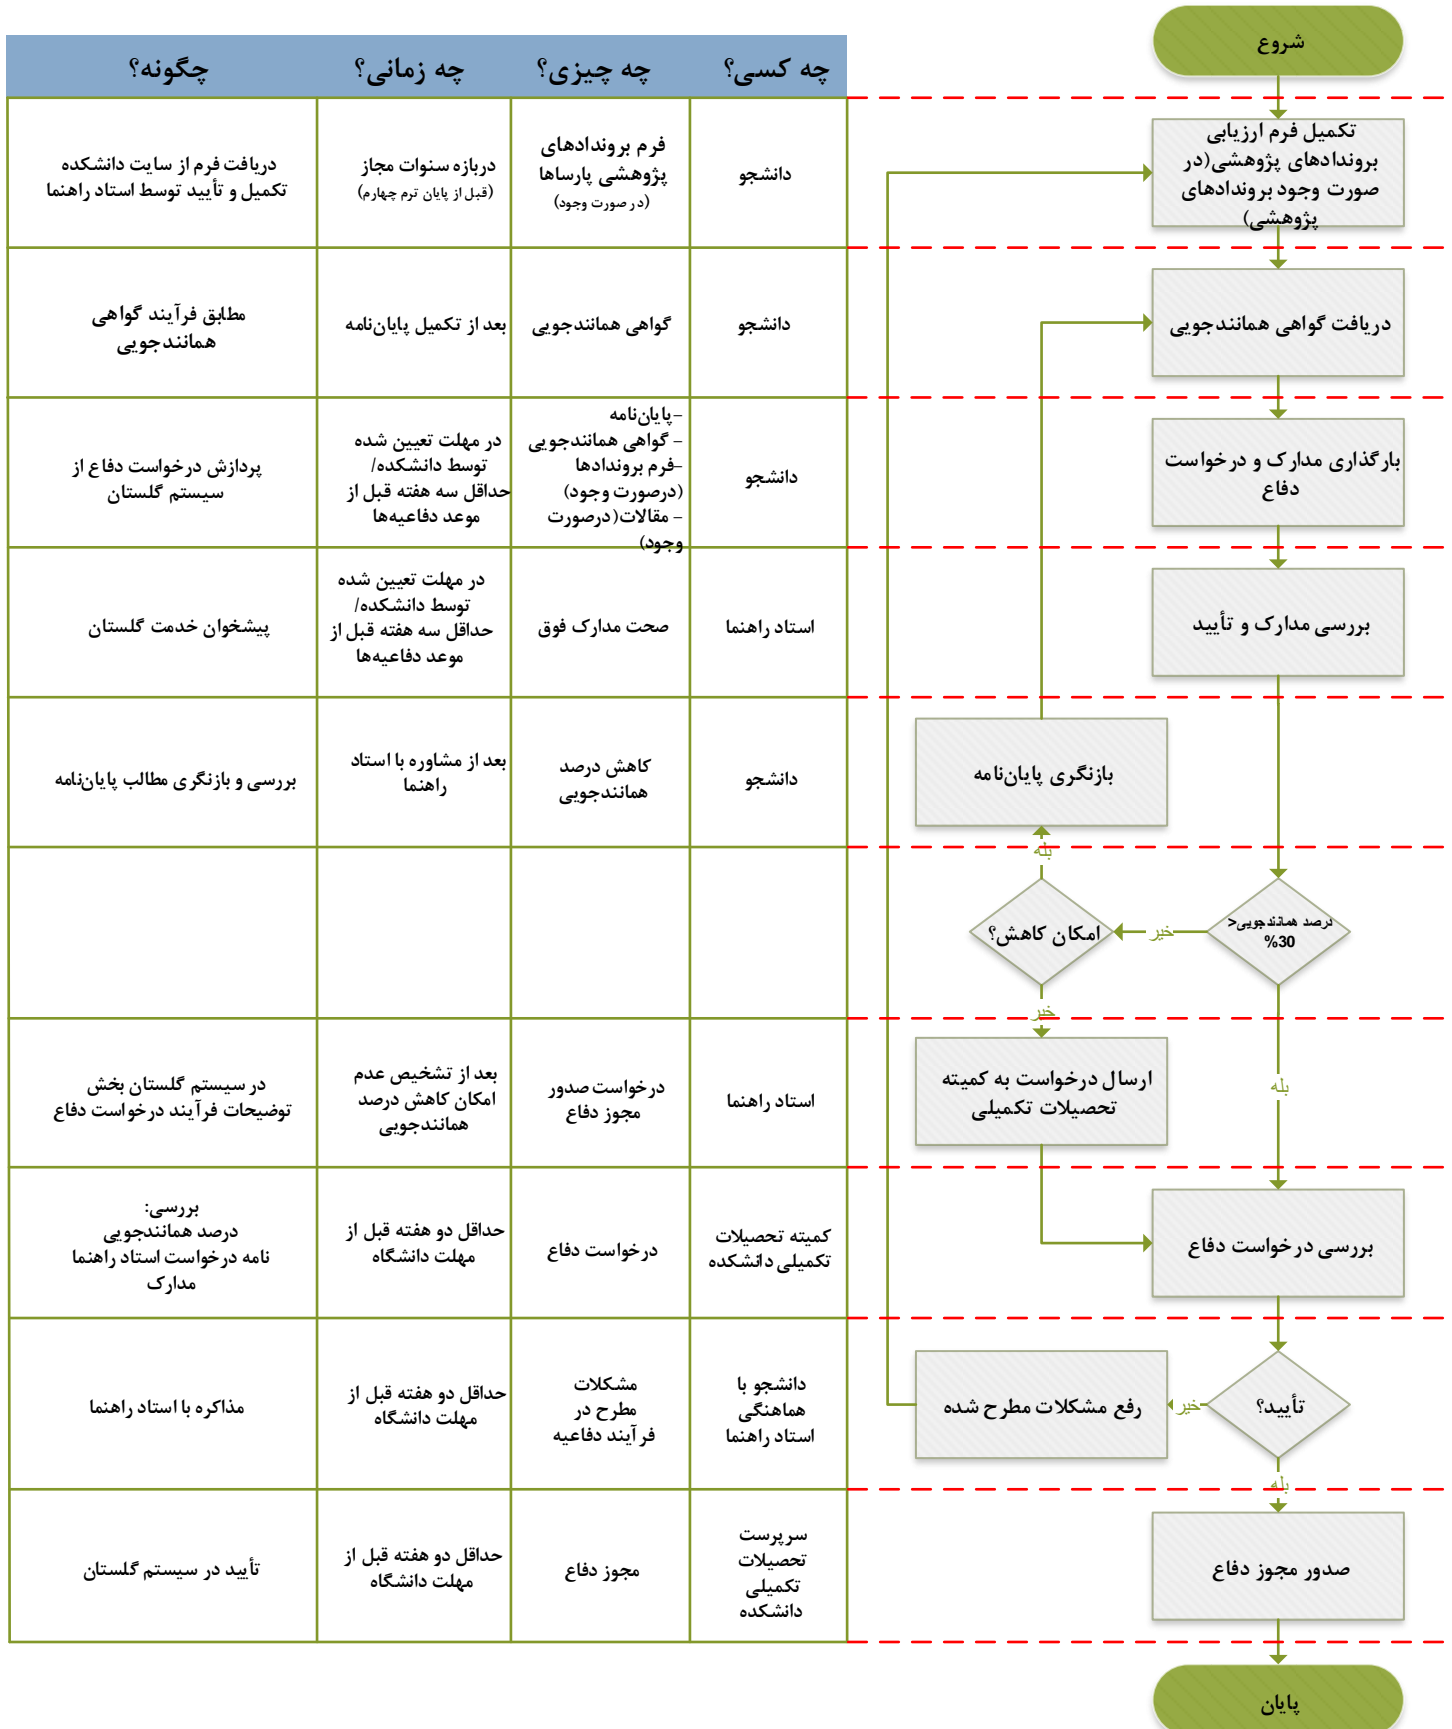 شروع
چه کسی؟
چه چیزی؟
چه زمانی؟
چگونه؟
تکمیل فرم ارزیابی
بروندادهای پژوهشی(در
صورت وجود بروندادهای
پژوهشی)
دانشجو
فرم بروندادهای
پژوهشی پارساها
(در صورت وجود)
دربازه سنوات مجاز
(قبل از پایان ترم چهارم)
دریافت فرم از سایت دانشکده
تکمیل و تأیید توسط استاد راهنما
دریافت گواهی همانندجویی
دانشجو
گواهی همانندجویی
بعد از تکمیل پایان‌نامه
مطابق فرآیند گواهی
همانندجویی
بارگذاری مدارک و درخواست
دفاع
دانشجو
-پایان‌نامه
- گواهی همانندجویی
-فرم بروندادها
(درصورت وجود)
- مقالات(درصورت
وجود)
در مهلت تعیین شده
توسط دانشکده/
حداقل سه هفته قبل از
موعد دفاعیه‌ها
پردازش درخواست دفاع از
سیستم گلستان
بررسی مدارک و تأیید
استاد راهنما
صحت مدارک فوق
در مهلت تعیین شده
توسط دانشکده/
حداقل سه هفته قبل از
موعد دفاعیه‌ها
پیشخوان خدمت گلستان
بازنگری پایان‌نامه
دانشجو
کاهش درصد
همانندجویی
بعد از مشاوره با استاد
راهنما
بررسی و بازنگری مطالب پایان‌نامه
بله
درصد همانندجویی<
%30
خیر
امکان کاهش؟
خیر
بله
ارسال درخواست به کمیته
تحصیلات تکمیلی
استاد راهنما
درخواست صدور
مجوز دفاع
بعد از تشخیص عدم
امکان کاهش درصد
همانندجویی
در سیستم گلستان بخش
توضیحات فرآیند درخواست دفاع
بررسی درخواست دفاع
کمیته تحصیلات
تکمیلی دانشکده
درخواست دفاع
حداقل دو هفته قبل از
مهلت دانشگاه
بررسی:
درصد همانندجویی
نامه درخواست استاد راهنما
مدارک
تأیید؟
خیر
رفع مشکلات مطرح شده
دانشجو با
هماهنگی
استاد راهنما
مشکلات
مطرح در
فرآیند دفاعیه
حداقل دو هفته قبل از
مهلت دانشگاه
مذاکره با استاد راهنما
بله
صدور مجوز دفاع
سرپرست
تحصیلات
تکمیلی
دانشکده
مجوز دفاع
حداقل دو هفته قبل از
مهلت دانشگاه
تأیید در سیستم گلستان
پایان